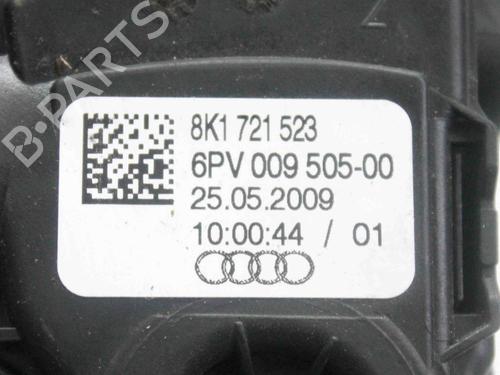 B-PARTS
8K1 721 523
6PV 009 505-00
25.05.2009
10:00:44 / 01